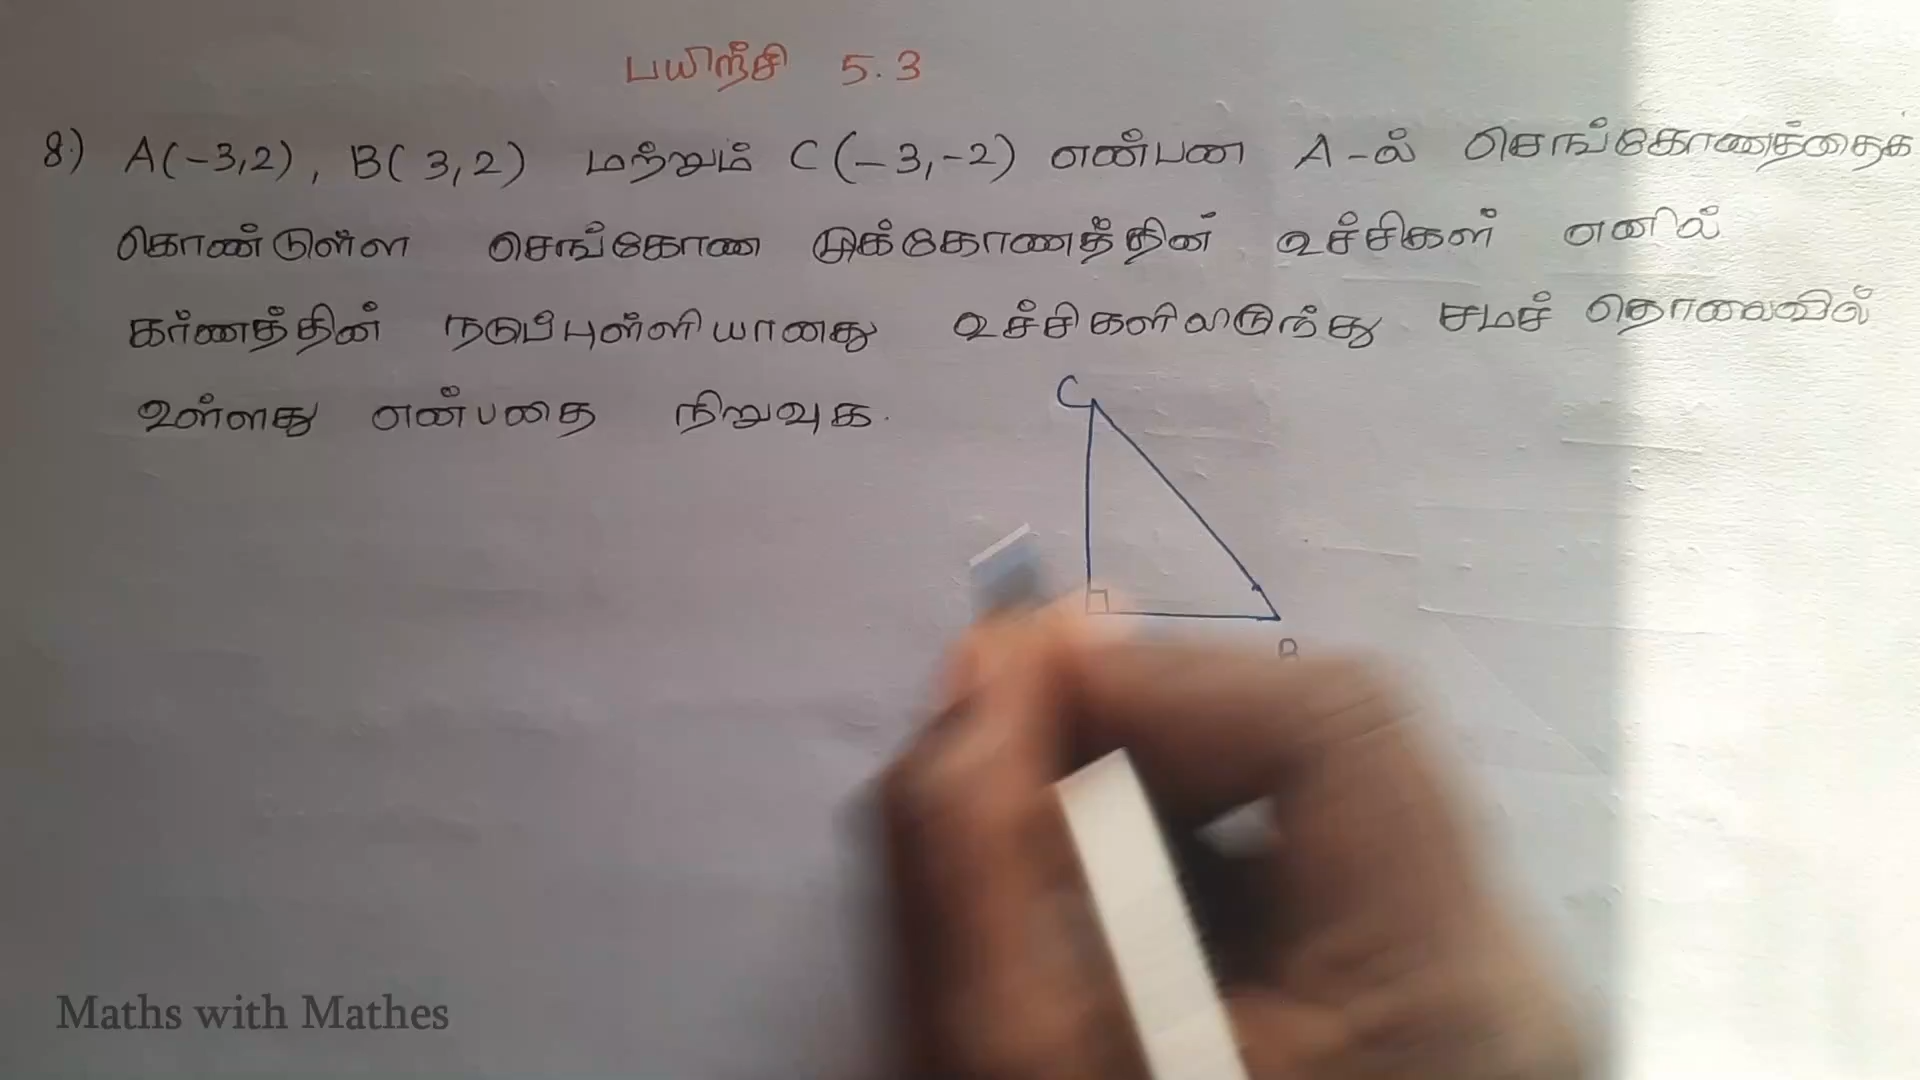 பயிற்சி 5.3
8) A(-3,2), B(3,2) மற்றும் C(-3,-2) என்பன A-ல் செங்கோணத்தைக்
கொண்டுள்ள செங்கோண முக்கோணத்தின் உச்சிகள் எனில்
கர்ணத்தின் நடுப்புள்ளியானது உச்சிகளிலிருந்து சமச் தொலைவில்
உள்ளது என்பதை நிறுவுக.
C
B
Maths with Mathes